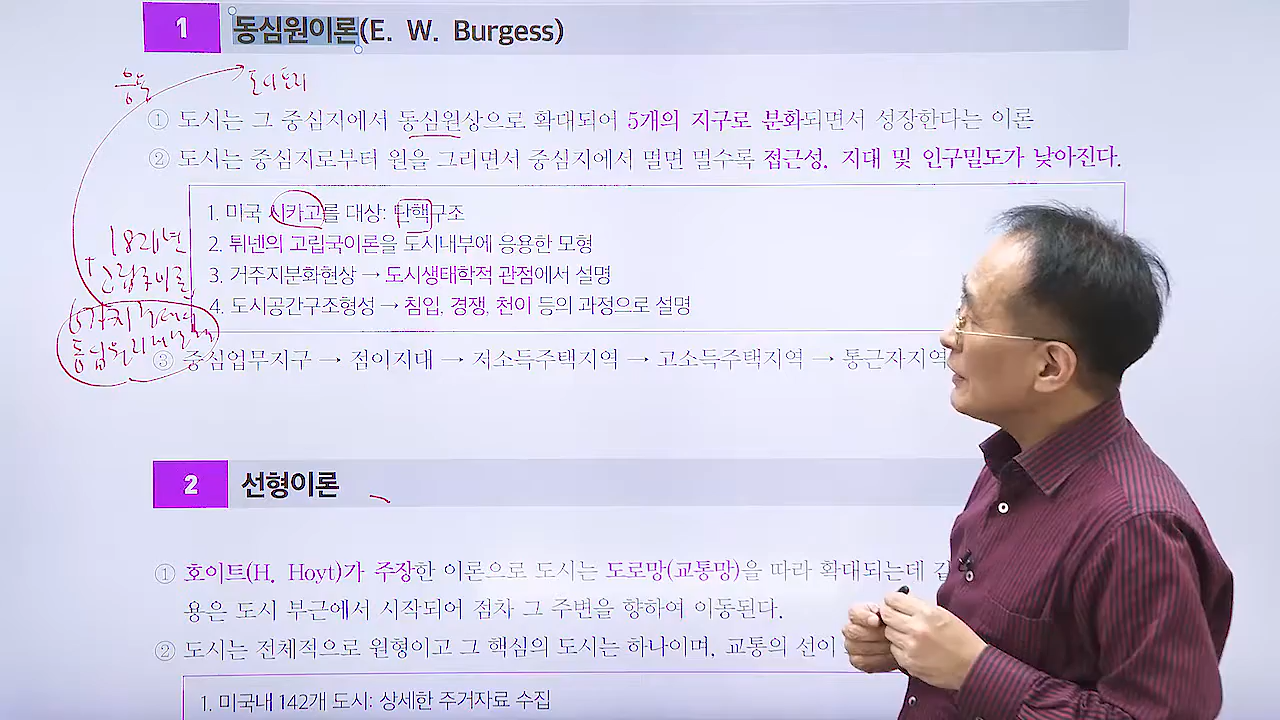 1 동심원이론(E. W. Burgess)
① 도시는 그 중심지에서 동심원상으로 확대되어 5개의 지구로 분화되면서 성장한다는 이론
② 도시는 중심지로부터 원을 그리면서 중심지에서 멀면 멀수록 접근성, 지대 및 인구밀도가 낮아진다.
1. 미국 시카고를 대상: 단핵구조
2. 튀넨의 고립국이론을 도시내부에 응용한 모형
3. 거주지분화현상 → 도시생태학적 관점에서 설명
1826년
고립국이론
4. 도시공간구조형성 → 침입, 경쟁, 천이 등의 과정으로 설명
③ 중심업무지구 → 점이지대 → 저소득주택지역 → 고소득주택지역 → 통근자지역
2 선형이론
① 호이트(H. Hoyt)가 주장한 이론으로 도시는 도로망(교통망)을 따라 확대되는데
용은 도시 부근에서 시작되어 점차 그 주변을 향하여 이동된다.
② 도시는 전체적으로 원형이고 그 핵심의 도시는 하나이며, 교통의 선이
1. 미국내 142개 도시: 상세한 주거자료 수집